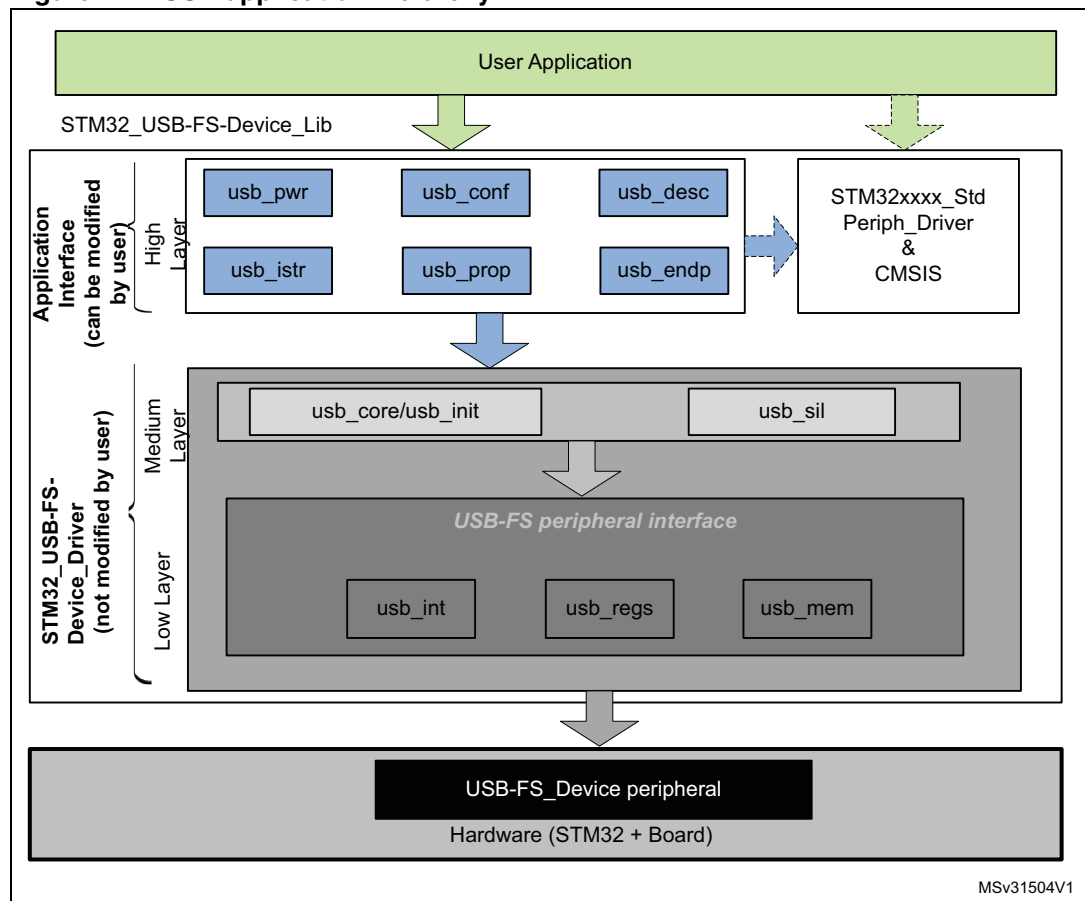 User Application
STM32_USB-FS-Device_Lib
Application
Interface
(can be modified
by user)
High
Layer
usb_pwr
usb_conf
usb_desc
usb_istr
usb_prop
usb_endp
STM32xxxx_Std
Periph_Driver
&
CMSIS
STM32_USB-FS-
Device_Driver
(not modified by user)
Medium
Layer
usb_core/usb_init
usb_sil
Low Layer
USB-FS peripheral interface
usb_int
usb_regs
usb_mem
USB-FS_Device peripheral
Hardware (STM32 + Board)
MSv31504V1